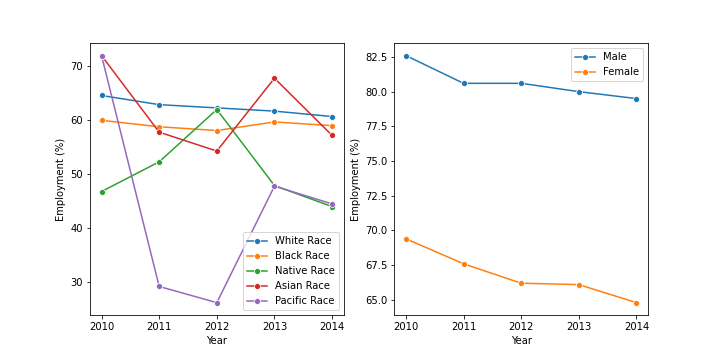 70
60
50
40
30
Employment (%)
2010 2011 2012 2013 2014
Year
White Race
Black Race
Native Race
Asian Race
Pacific Race
82.5
80.0
77.5
75.0
72.5
70.0
67.5
65.0
Employment (%)
2010 2011 2012 2013 2014
Year
Male
Female